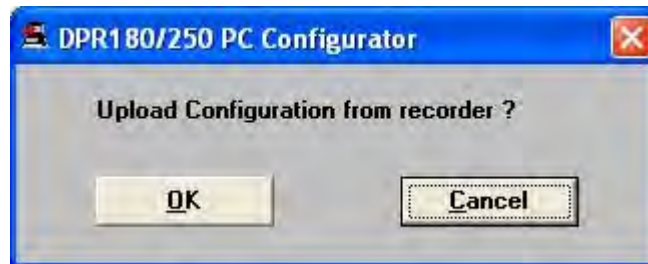 DPR180/250 PC Configurator
Upload Configuration from recorder ?
OK
Cancel